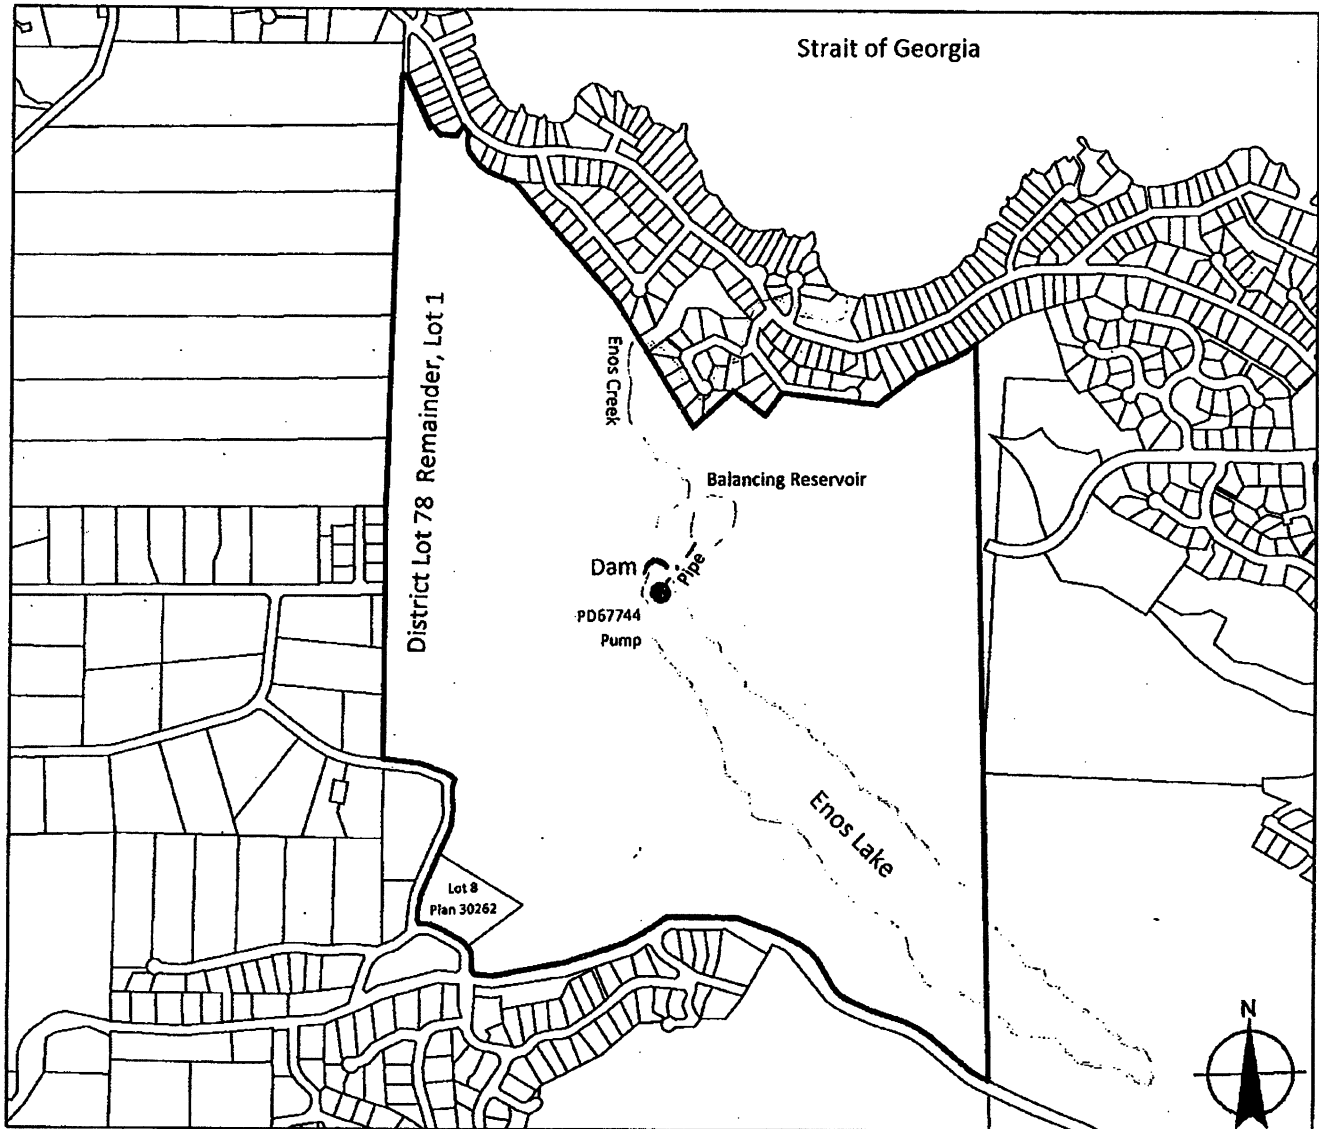 Strait of Georgia
District Lot 78 Remainder, Lot 1
Enos Creek
Balancing Reservoir
Dam
Pipe
PD67744
Pump
Enos Lake
Lot 8
Plan 30262
N